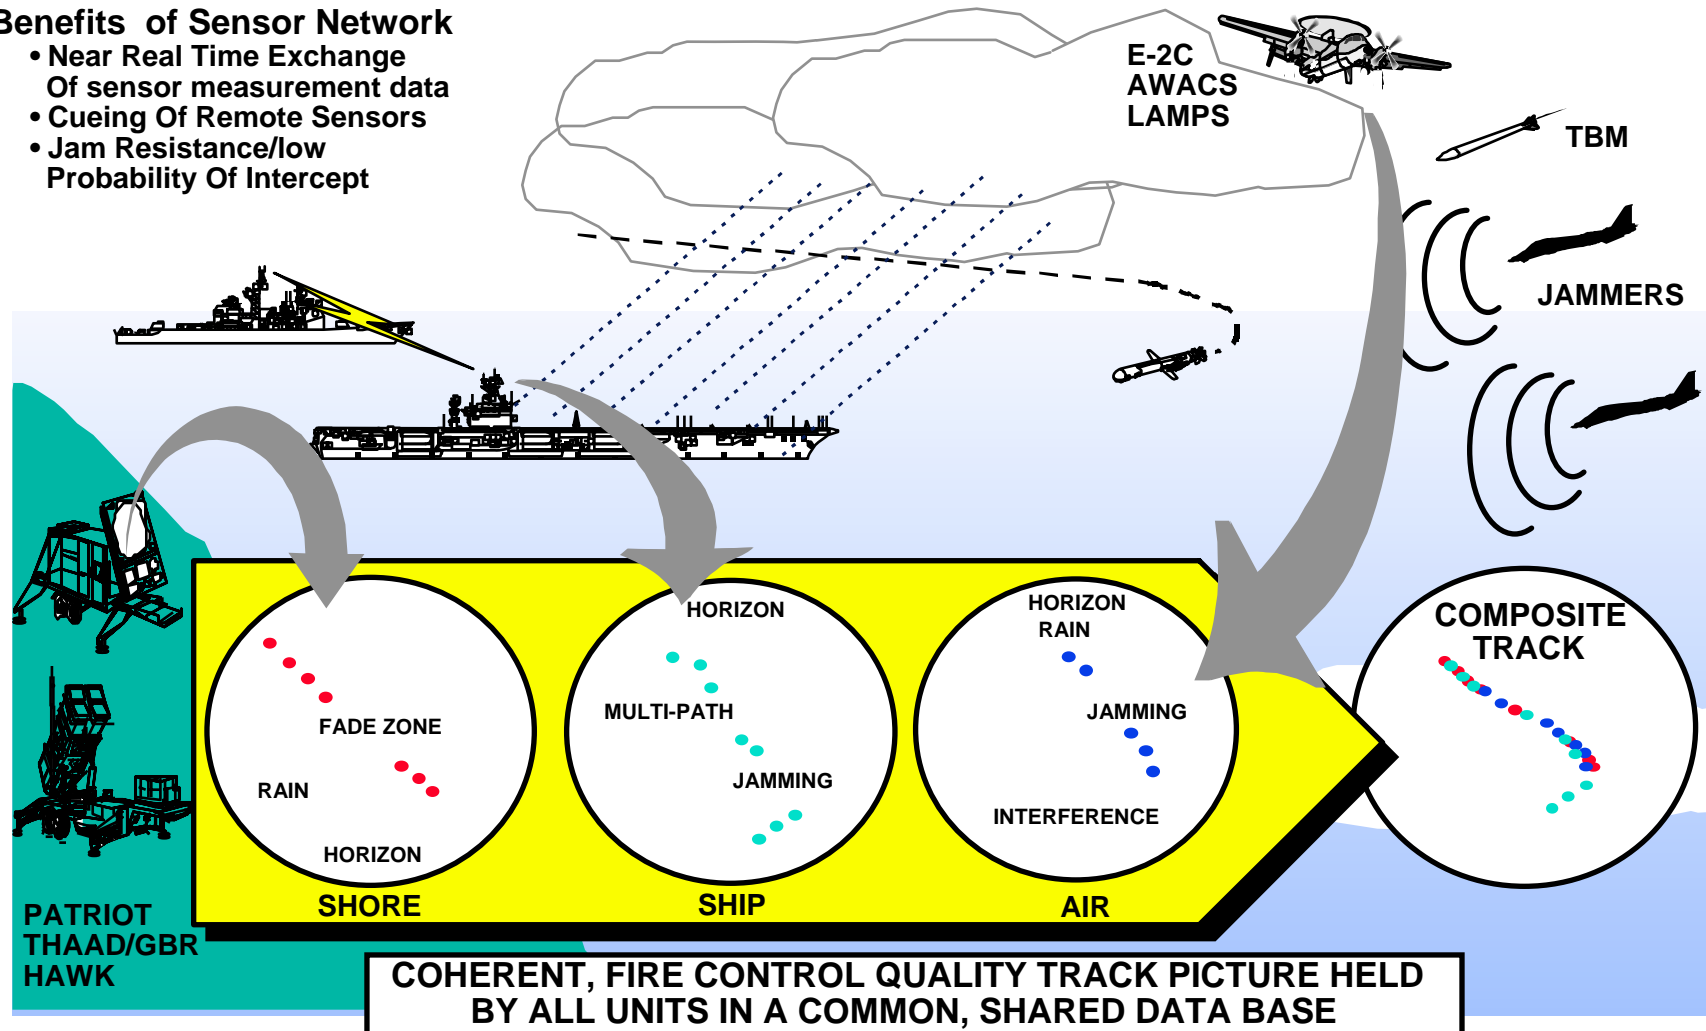 Benefits of Sensor Network
• Near Real Time Exchange
Of sensor measurement data
• Cueing Of Remote Sensors
• Jam Resistance/low
Probability Of Intercept
E-2C
AWACS
LAMPS
TBM
JAMMERS
HORIZON
MULTI-PATH
JAMMING
HORIZON
RAIN
JAMMING
INTERFERENCE
COMPOSITE
TRACK
FADE ZONE
RAIN
HORIZON
SHORE
SHIP
AIR
PATRIOT
THAAD/GBR
HAWK
COHERENT, FIRE CONTROL QUALITY TRACK PICTURE HELD
BY ALL UNITS IN A COMMON, SHARED DATA BASE